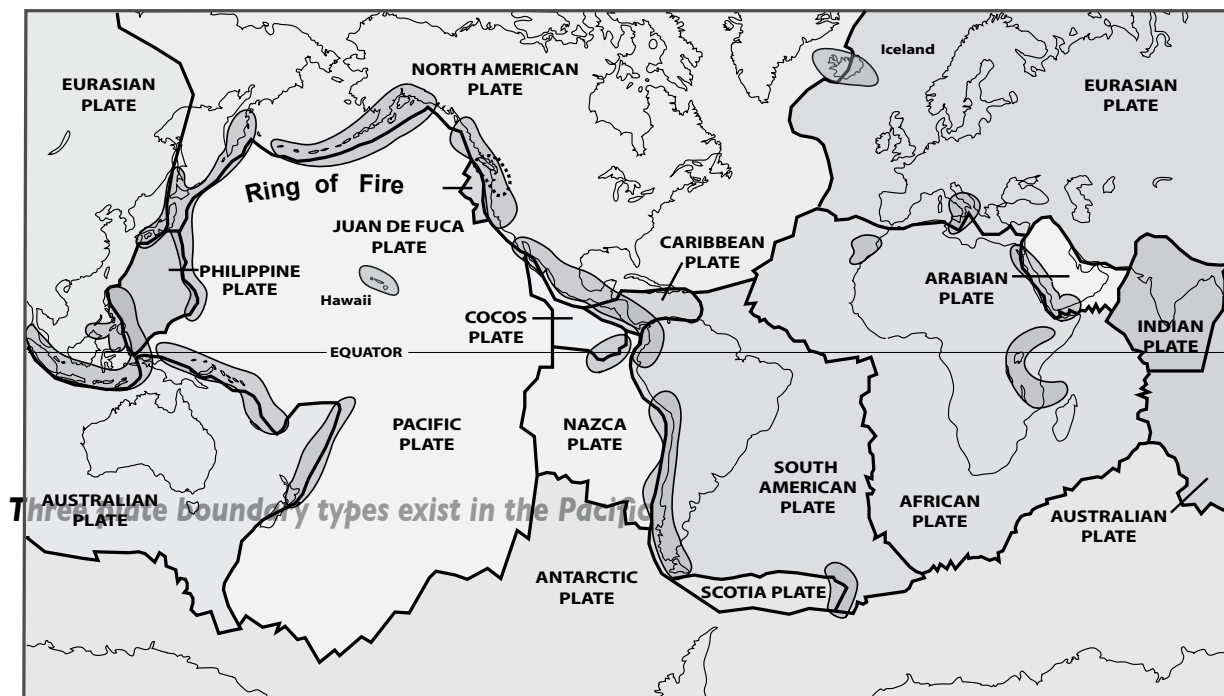 Iceland
NORTH AMERICAN
PLATE
EURASIAN
PLATE
EURASIAN
PLATE
Ring of Fire
JUAN DE FUCA
PLATE
CARIBBEAN
PLATE
PHILIPPINE
PLATE
ARABIAN
PLATE
Hawaii
COCOS
PLATE
INDIAN
PLATE
EQUATOR
PACIFIC
PLATE
NAZCA
PLATE
SOUTH
AMERICAN
PLATE
AUSTRALIAN
PLATE
Three plate boundary types exist in the Pacific
AFRICAN
PLATE
AUSTRALIAN
PLATE
ANTARCTIC
PLATE
SCOTIA PLATE